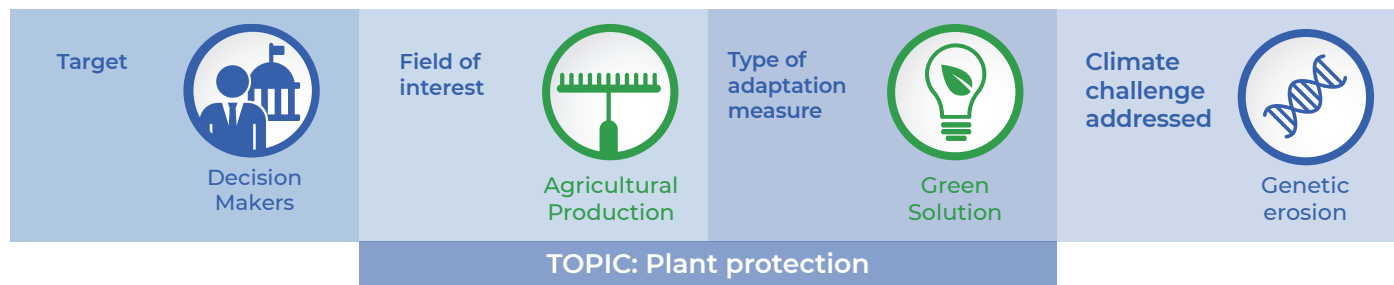 Target
Decision
Makers
Field of
interest
Agricultural
Production
Type of
adaptation
measure
Green
Solution
Climate
challenge
addressed
Genetic
erosion
TOPIC: Plant protection